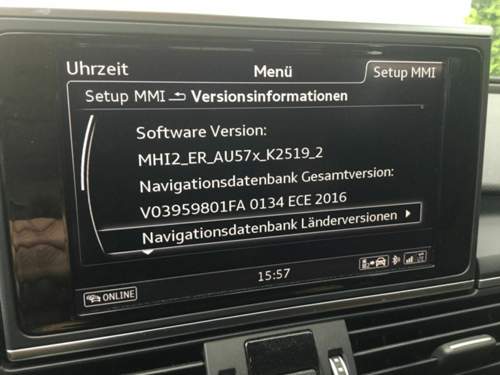 Uhrzeit Menü Setup MMI
Setup MMI Versionsinformationen
Software Version:
MHI2_ER_AU57x_K2519_2
Navigationsdatenbank Gesamtversion:
V03959801FA 0134 ECE 2016
Navigationsdatenbank Länderversionen
15:57
ONLINE